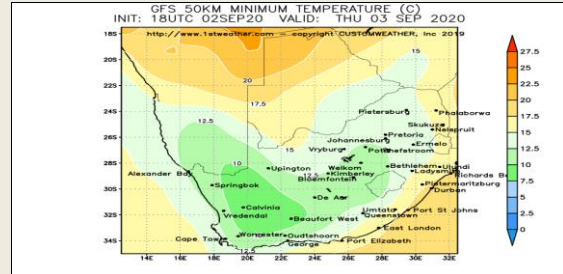 GFS 50KM MINIMUM TEMPERATURE (C)
INIT: 18UTC 02SEP20 VALID: THU 03 SEP 2020
http://www.1stweather.com — copyright CUSTOMWEATHER, Inc 2019
18S
20S
22S
24S
26S
28S
30S
32S
34S
15
20
17.5
12.5
15
10
12.5
12.5
Pietersburg
Phalaborwa
Skukuza
Nelspruit
Pretoria
Johannesburg
Ermelo
Vryburg
Potchefstroom
Welkom
Bethlehem
Ulundi
Upington
Kimberley
Ladysmith
Richards B
Alexander Bay
Bloemfontein
Springbok
Pietermaritzburg
Durban
De Aar
Calvinia
Vredendal
Umtata
Port St Johns
Beaufort West
Queenstown
East London
Cape Town
Worcester
Oudtshoorn
George
Port Elizabeth
14E
16E
18E
20E
22E
24E
26E
28E
30E
32E
27.5
25
22.5
20
17.5
15
12.5
10
7.5
5
2.5
0